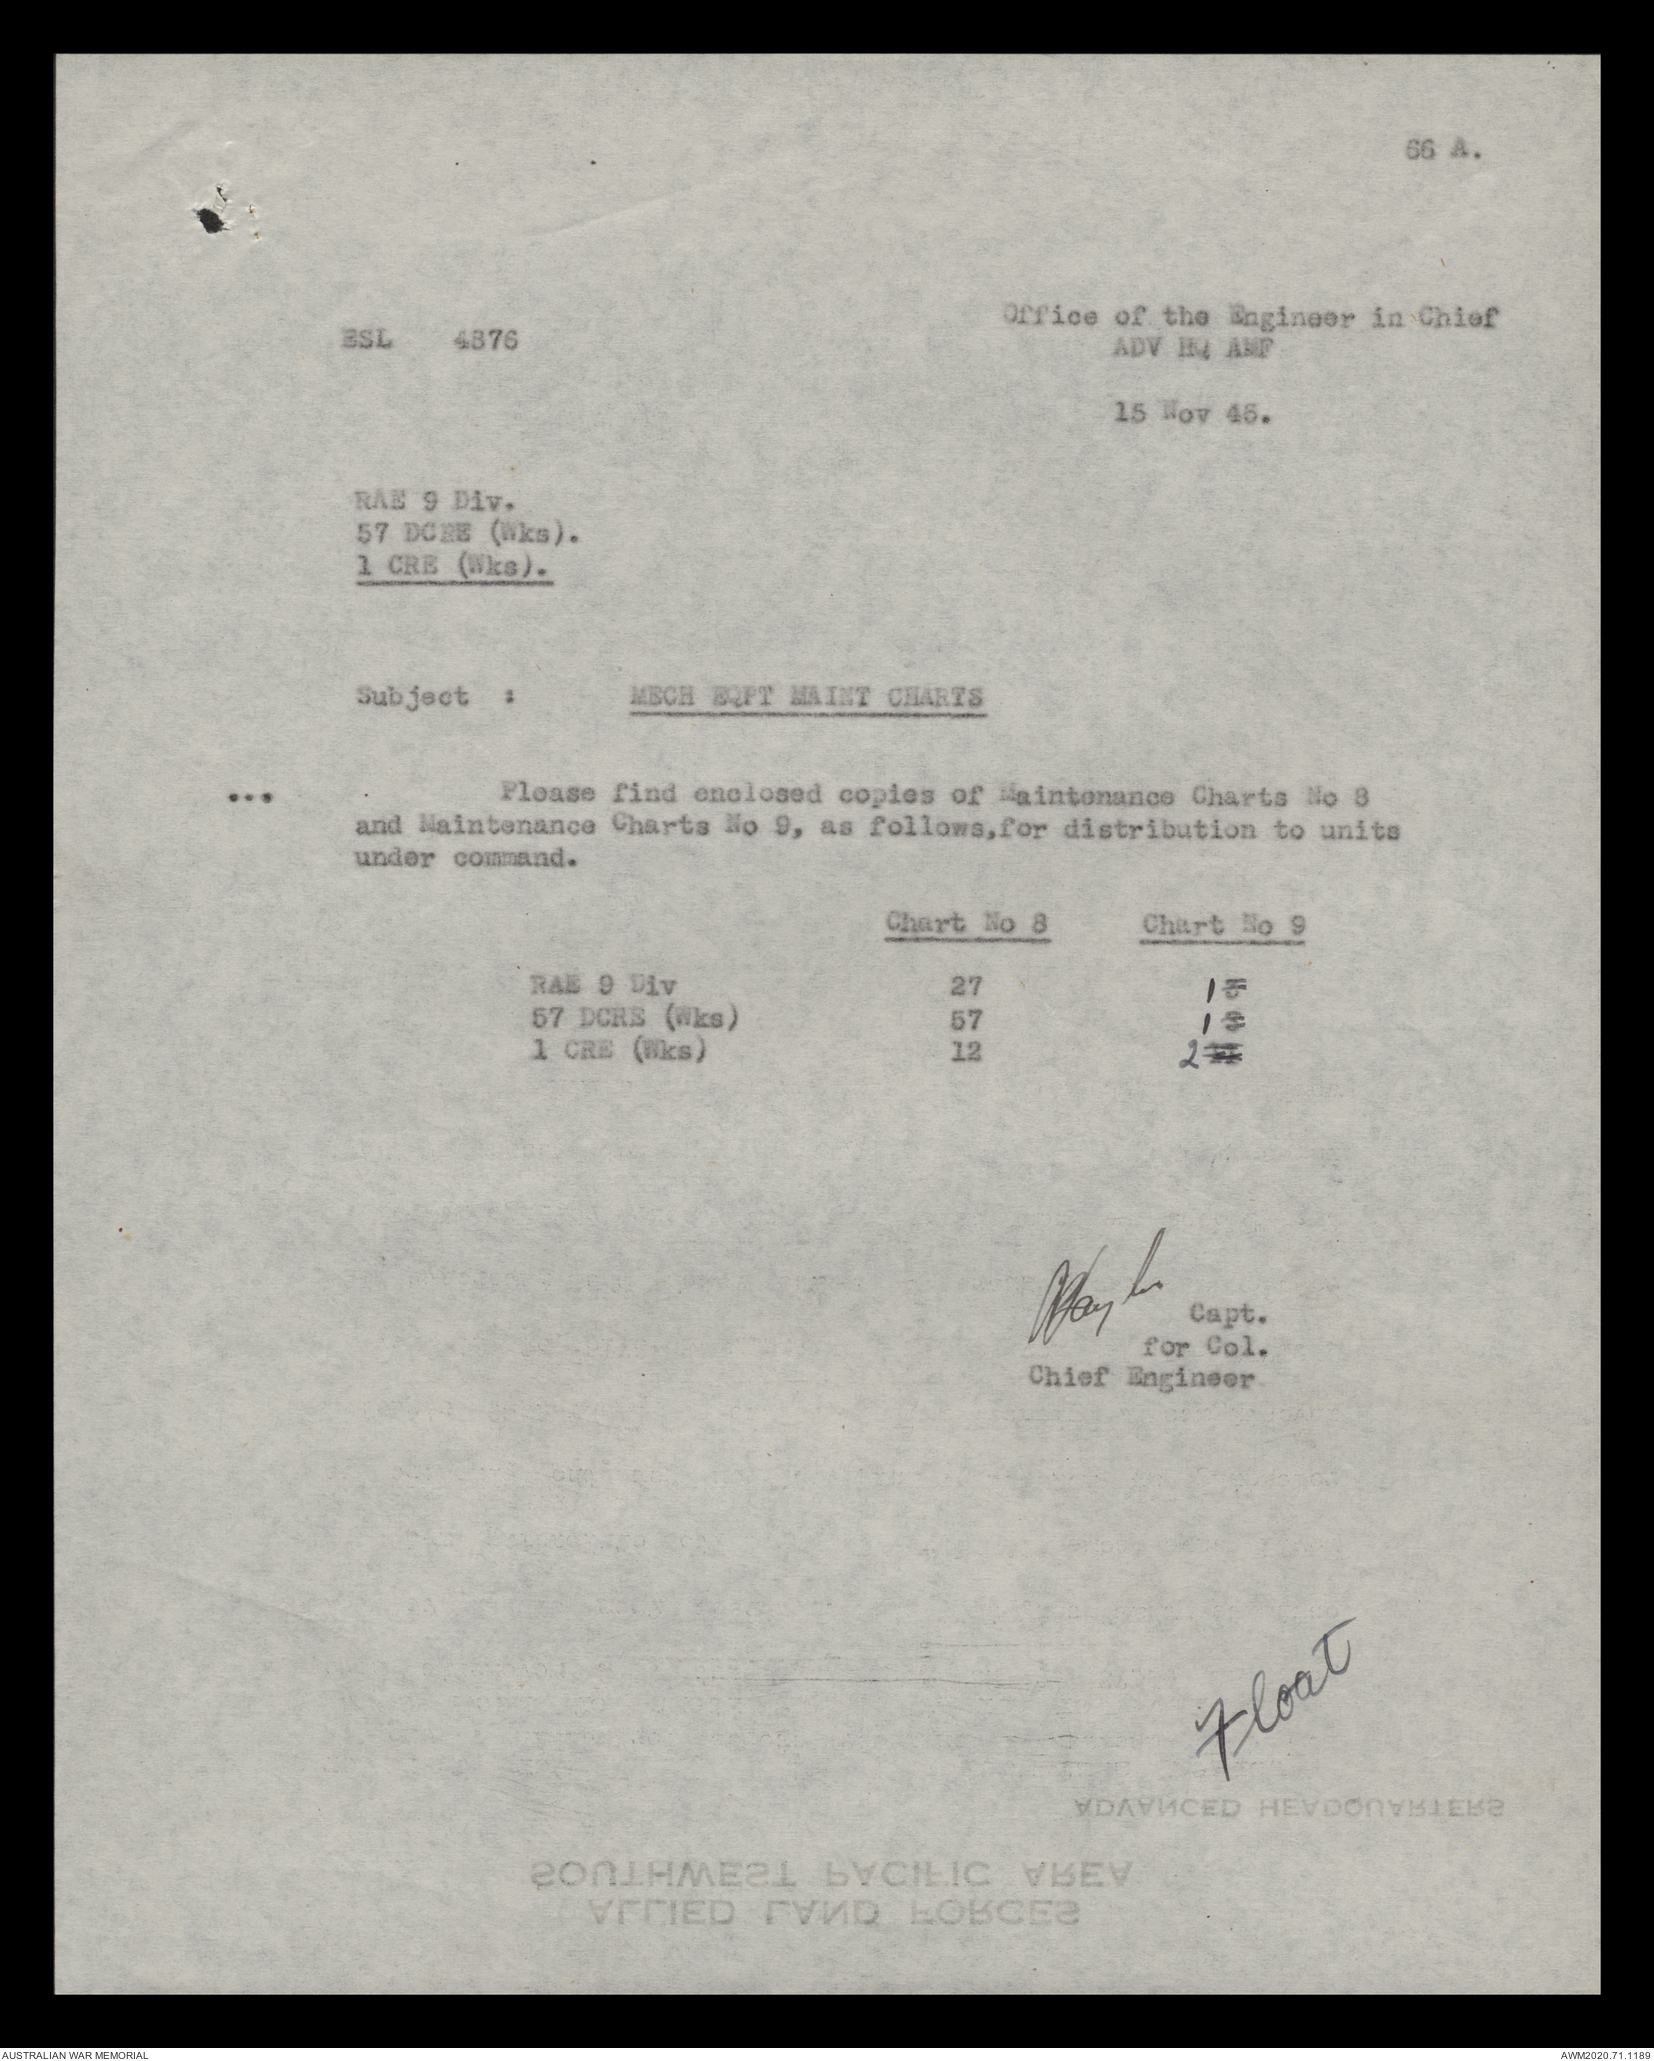 66 A.
Office of the Engineer in Chief
ESL 4376
ADV HQ AMF
15 Nov 45.
RAE 9 Div.
57 DCRE (Wks).
1 CRE (Wks).
Subject : MECH EQPT MAINT CHARTS
... Please find enclosed copies of Maintenance Charts No 8
and Maintenance Charts No 9, as follows,for distribution to units
under command.
Chart No 8 Chart No 9
RAE 9 Div 27 1
57 DCRE (Wks) 57 1
1 CRE (Wks) 12 2
Capt.
for Col.
Chief Engineer
Float
ADVANCED HEADQUARTERS
SOUTHWEST PACIFIC AREA
ALLIED LAND FORCES
AUSTRALIAN WAR MEMORIAL
AWM2020.71.1189